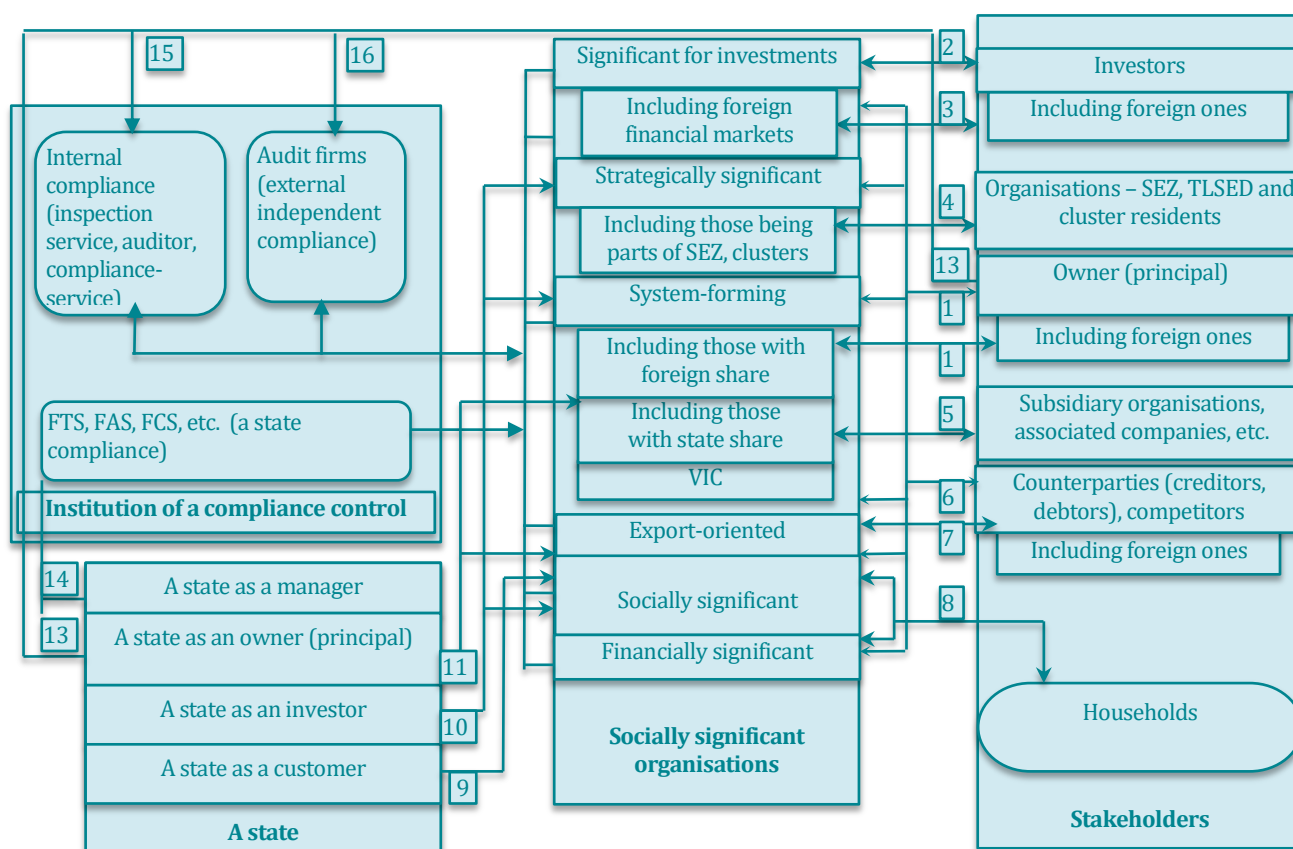 15
16
Internal
compliance
(inspection
service, auditor,
compliance-
service)
Audit firms
(external
independent
compliance)
FTS, FAS, FCS, etc. (a state
compliance)
Institution of a compliance control
14
13
A state as a manager
A state as an owner (principal)
A state as an investor
A state as a customer
A state
11
10
9
Significant for investments
Including foreign
financial markets
Strategically significant
Including those being
parts of SEZ, clusters
System-forming
Including those with
foreign share
Including those
with state share
VIC
Export-oriented
Socially significant
Financially significant
Socially significant
organisations
2
3
4
13
1
1
5
6
7
8
Investors
Including foreign ones
Organisations – SEZ, TLSED and
cluster residents
Owner (principal)
Including foreign ones
Subsidiary organisations,
associated companies, etc.
Counterparties (creditors,
debtors), competitors
Including foreign ones
Households
Stakeholders